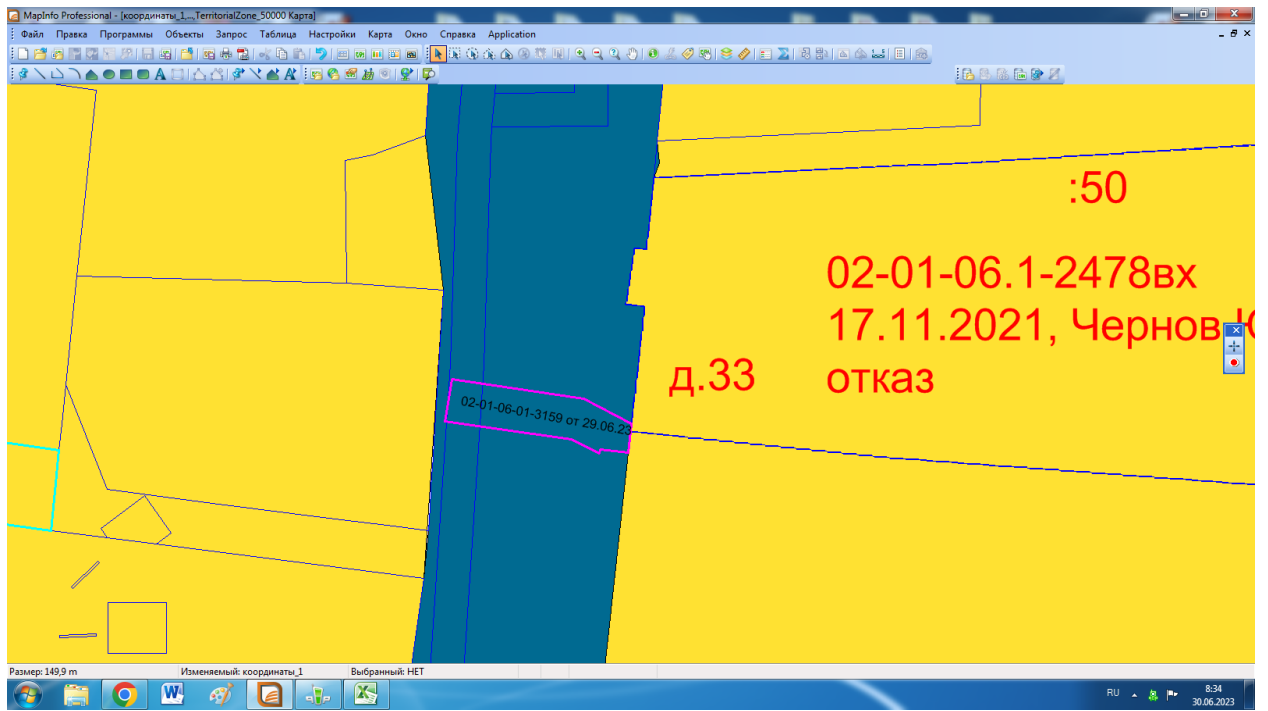 MapInfo Professional - [координаты_1,...,TerritorialZone_50000 Карта]
Файл Правка Программы Объекты Запрос Таблица Настройки Карта Окно Справка Application
:50
02-01-06.1-2478вх
17.11.2021, Чернов
д.33 отказ
02-01-06-01-3159 от 29.06.23
Размер: 149,9 m Изменяемый: координаты_1 Выбранный: НЕТ
RU 8:34
30.06.2023